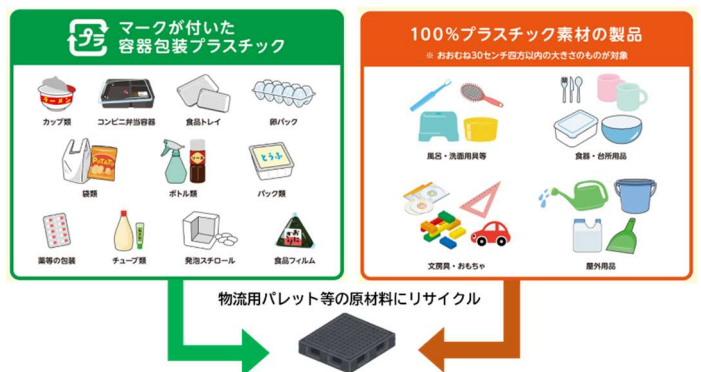 プラ
マークが付いた
容器包装プラスチック
ラーメン
カップ類
コンビニ弁当容器
食品トレイ
卵パック
POTATO
とうふ
袋類
ボトル類
パック類
おにぎり
薬等の包装
チューブ類
発泡スチロール
食品フィルム
100%プラスチック素材の製品
※ おおむね30センチ四方以内の大きさのものが対象
風呂・洗面用具等
食器・台所用品
文房具・おもちゃ
屋外用品
物流用パレット等の原材料にリサイクル